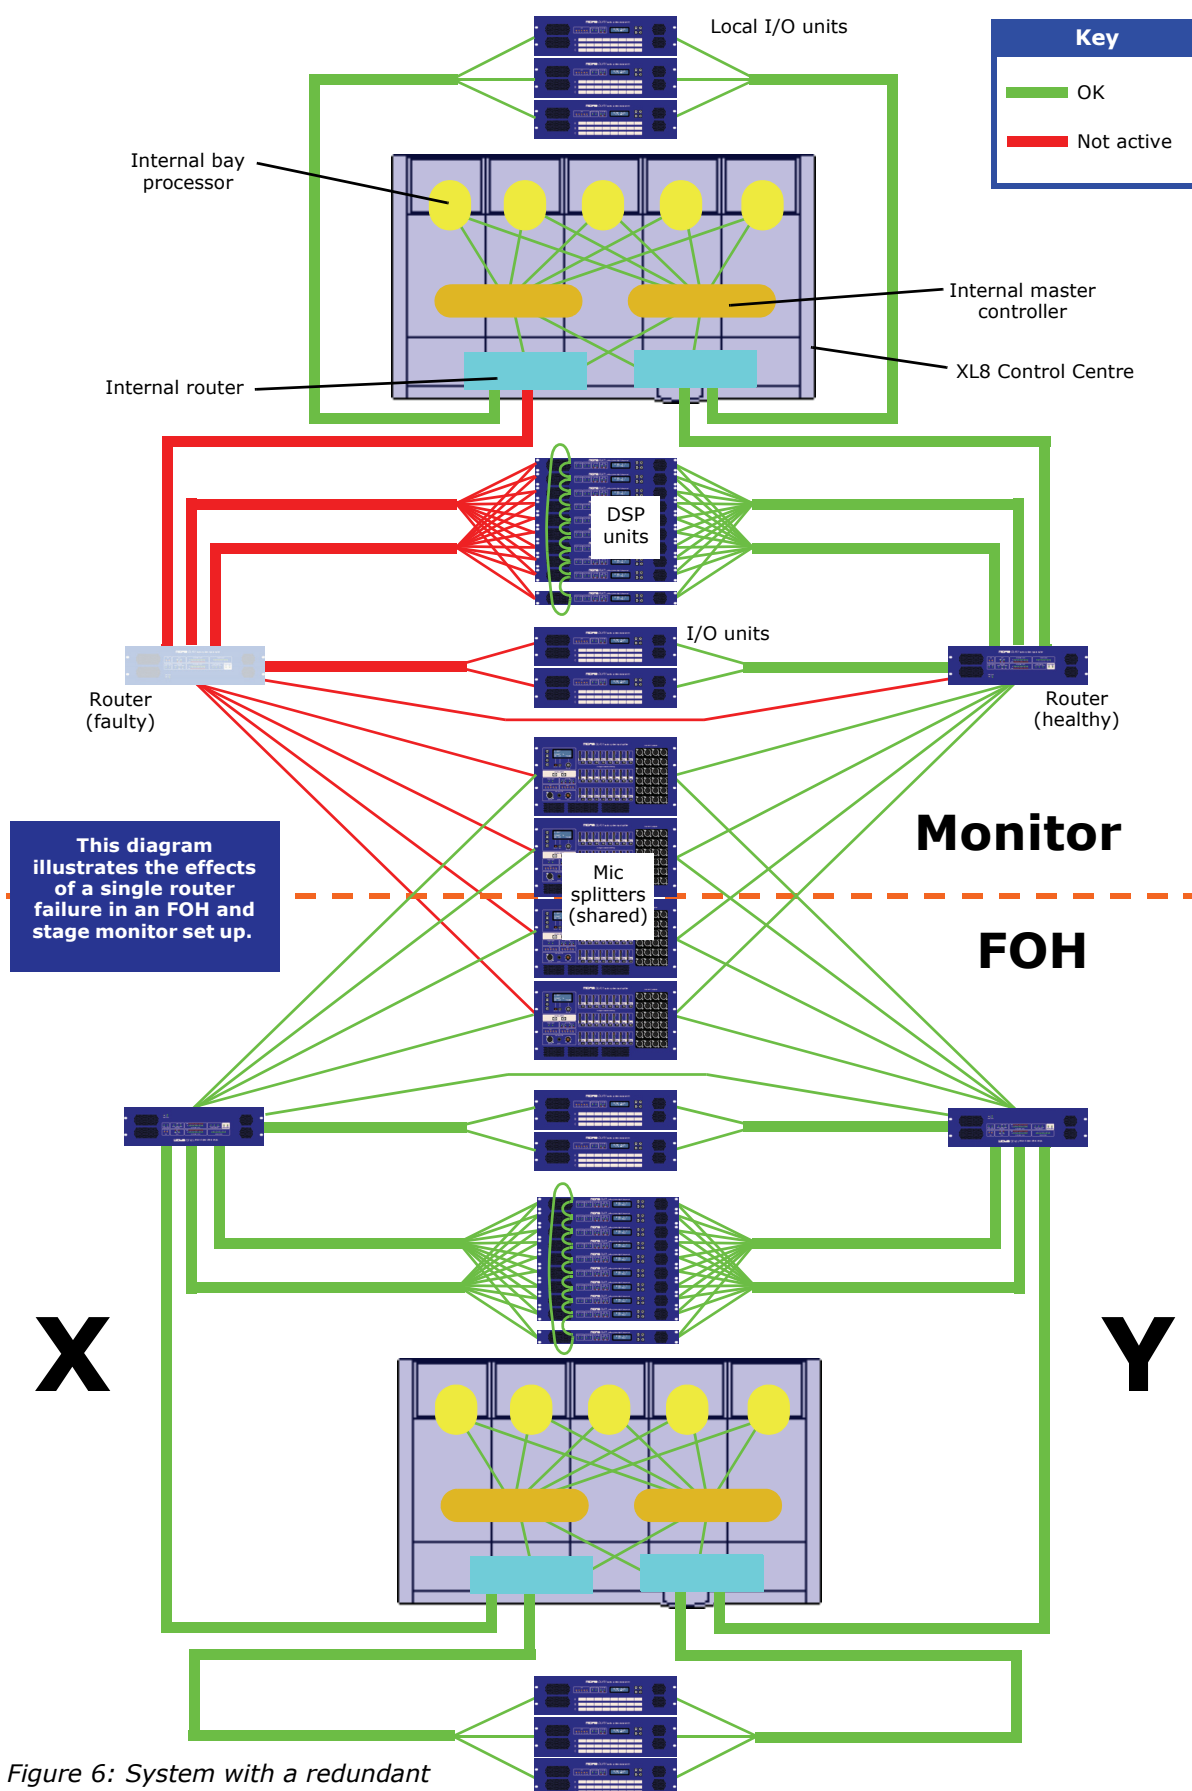 Local I/O units
Key
OK
Not active
Internal bay
processor
Internal master
controller
XL8 Control Centre
Internal router
DSP
units
I/O units
Router
(faulty)
Router
(healthy)
Monitor
This diagram
illustrates the effects
of a single router
failure in an FOH and
stage monitor set up.
Mic
splitters
(shared)
FOH
X
Y
Figure 6: System with a redundant